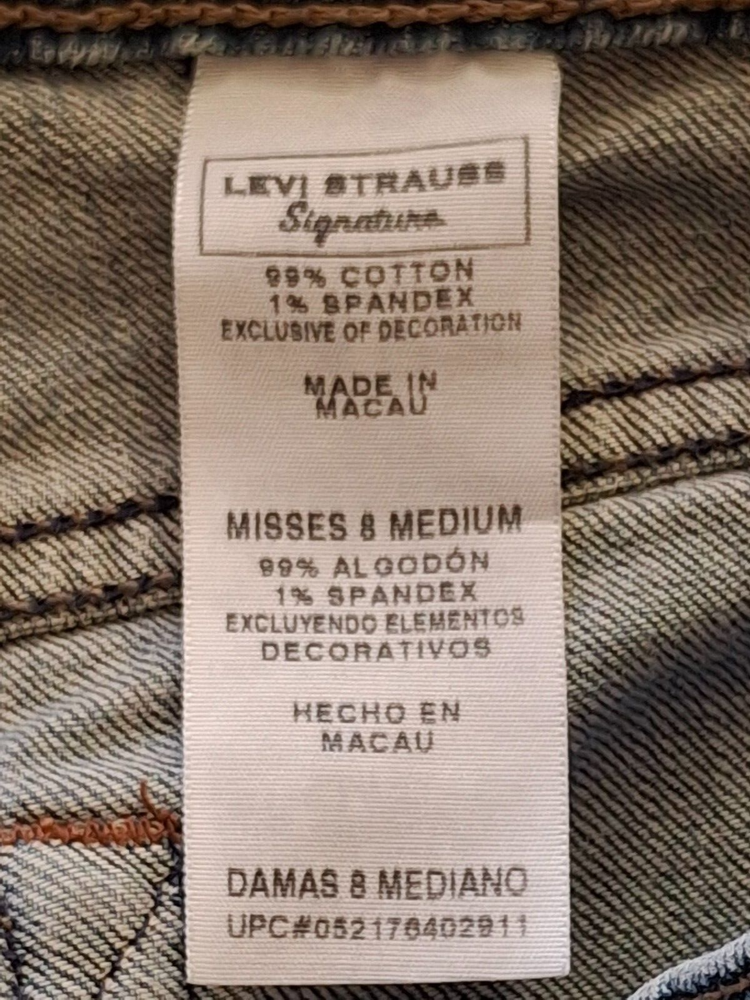 LEVI STRAUSS
Signature
99% COTTON
1% SPANDEX
EXCLUSIVE OF DECORATION
MADE IN
MACAU
MISSES 8 MEDIUM
99% ALGODÓN
1% SPANDEX
EXCLUYENDO ELEMENTOS
DECORATIVOS
HECHO EN
MACAU
DAMAS 8 MEDIANO
UPC#052176402911